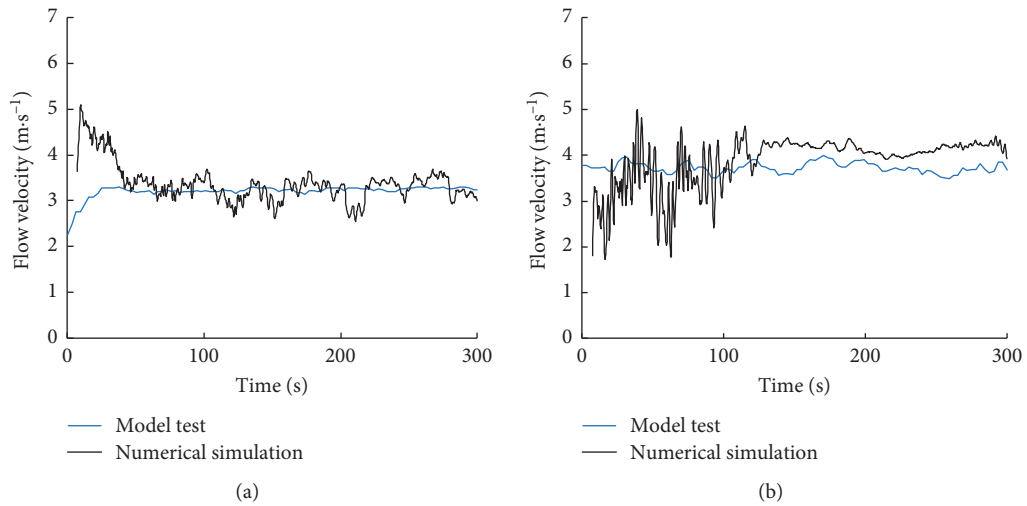 7
6
5
4
3
2
1
0
Flow velocity (m·s⁻¹)
0 100 200 300
Time (s)
Model test
Numerical simulation
(a)
7
6
5
4
3
2
1
0
Flow velocity (m·s⁻¹)
0 100 200 300
Time (s)
Model test
Numerical simulation
(b)